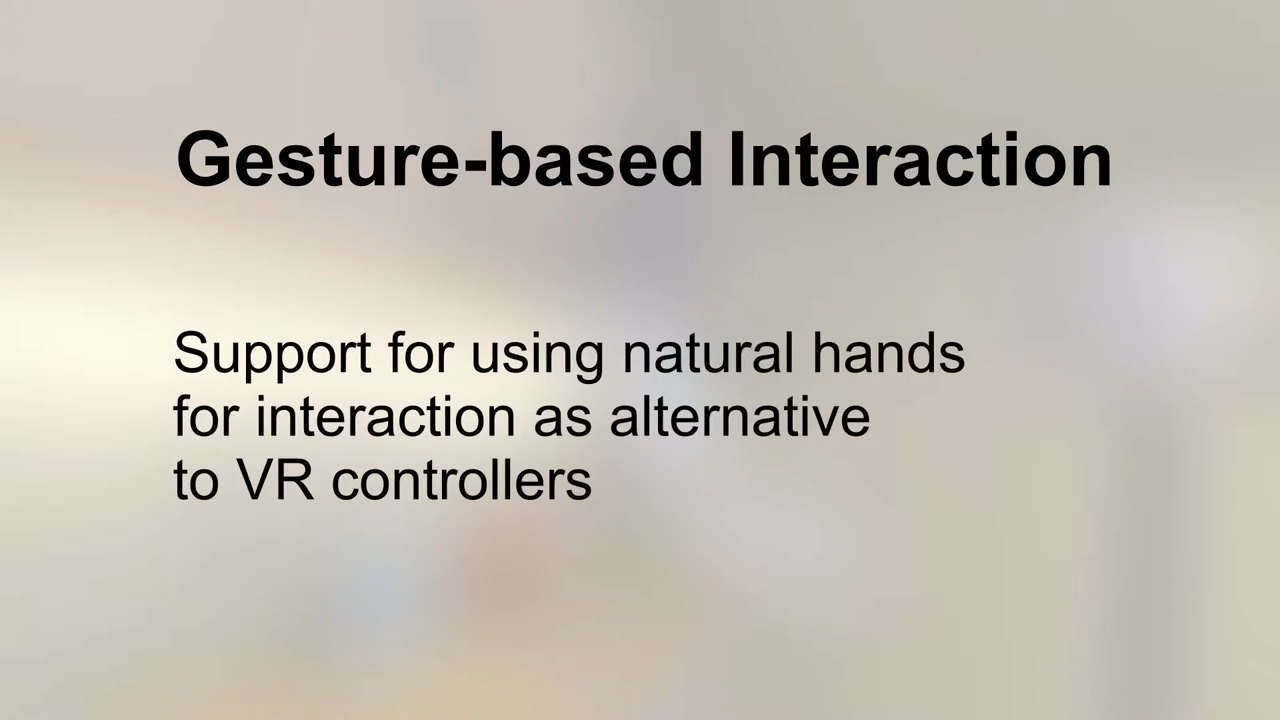 Gesture-based Interaction
Support for using natural hands
for interaction as alternative
to VR controllers